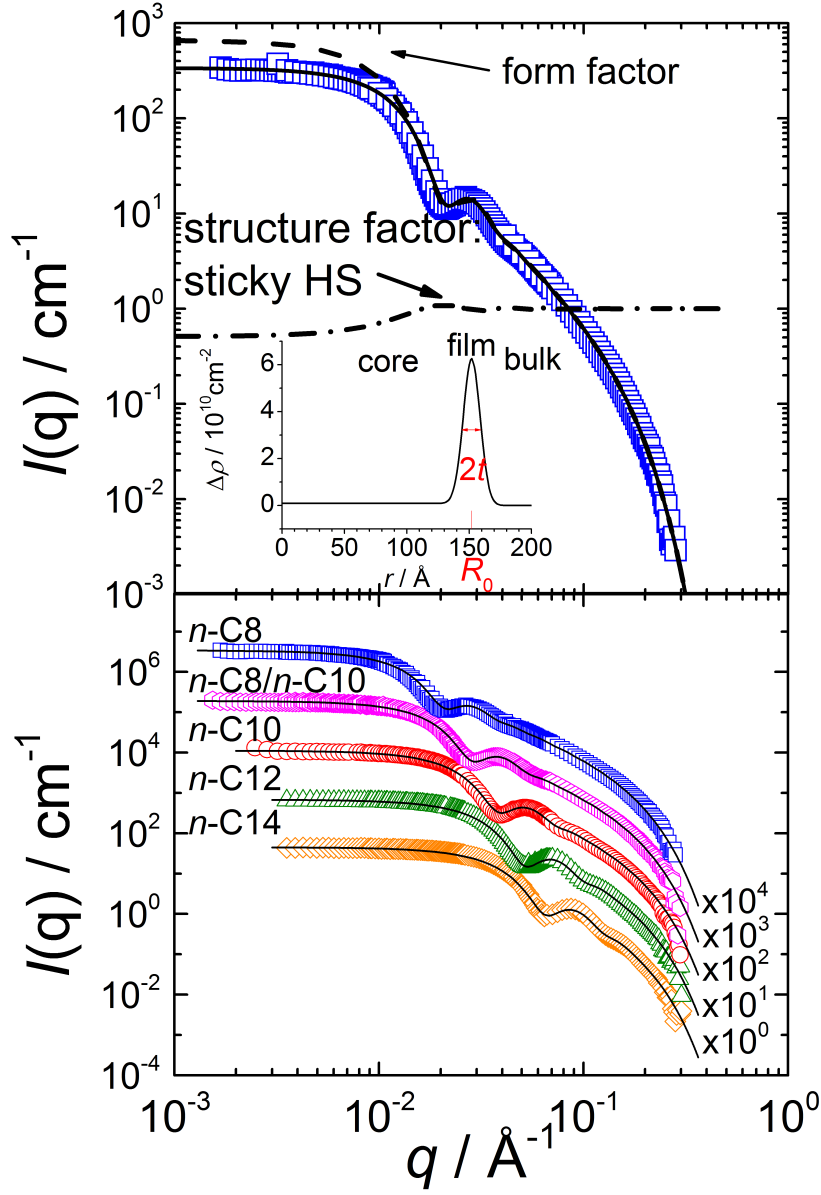 10³
10²
10¹
10⁰
10⁻¹
10⁻²
10⁻³
I(q) / cm⁻¹
form factor
structure factor:
sticky HS
6
4
2
0
Δρ / 10¹⁰cm⁻²
core
film
bulk
2t
0 50 100 150 200
r / Å
R₀
10⁶
10⁴
10²
10⁰
10⁻²
10⁻⁴
I(q) / cm⁻¹
n-C8
n-C8/n-C10
n-C10
n-C12
n-C14
x10⁴
x10³
x10²
x10¹
x10⁰
10⁻³ 10⁻² 10⁻¹ 10⁰
q / Å⁻¹